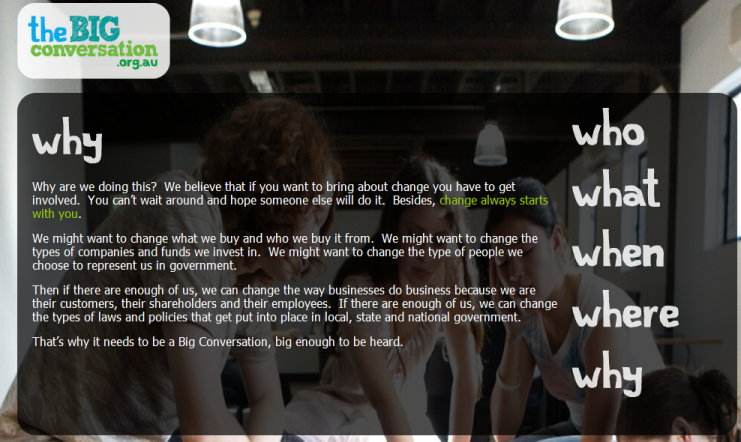 the BIG
conversation
.org.au
why
Why are we doing this?  We believe that if you want to bring about change you have to get
involved.  You can't wait around and hope someone else will do it.  Besides, change always starts
with you.
We might want to change what we buy and who we buy it from.  We might want to change the
types of companies and funds we invest in.  We might want to change the type of people we
choose to represent us in government.
Then if there are enough of us, we can change the way businesses do business because we are
their customers, their shareholders and their employees.  If there are enough of us, we can change
the types of laws and policies that get put into place in local, state and national government.
That's why it needs to be a Big Conversation, big enough to be heard.
who
what
when
where
why